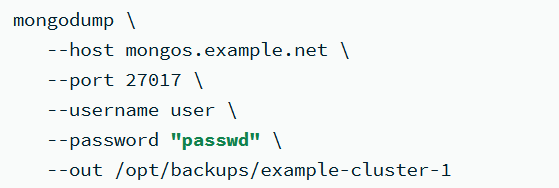 mongodump \
--host mongos.example.net \
--port 27017 \
--username user \
--password "passwd" \
--out /opt/backups/example-cluster-1